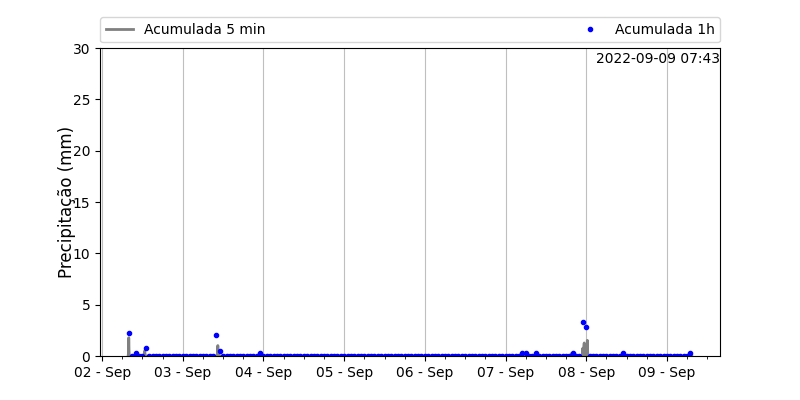 Acumulada 5 min
Acumulada 1h
2022-09-09 07:43
Precipitação (mm)
30
25
20
15
10
5
0
02 - Sep
03 - Sep
04 - Sep
05 - Sep
06 - Sep
07 - Sep
08 - Sep
09 - Sep